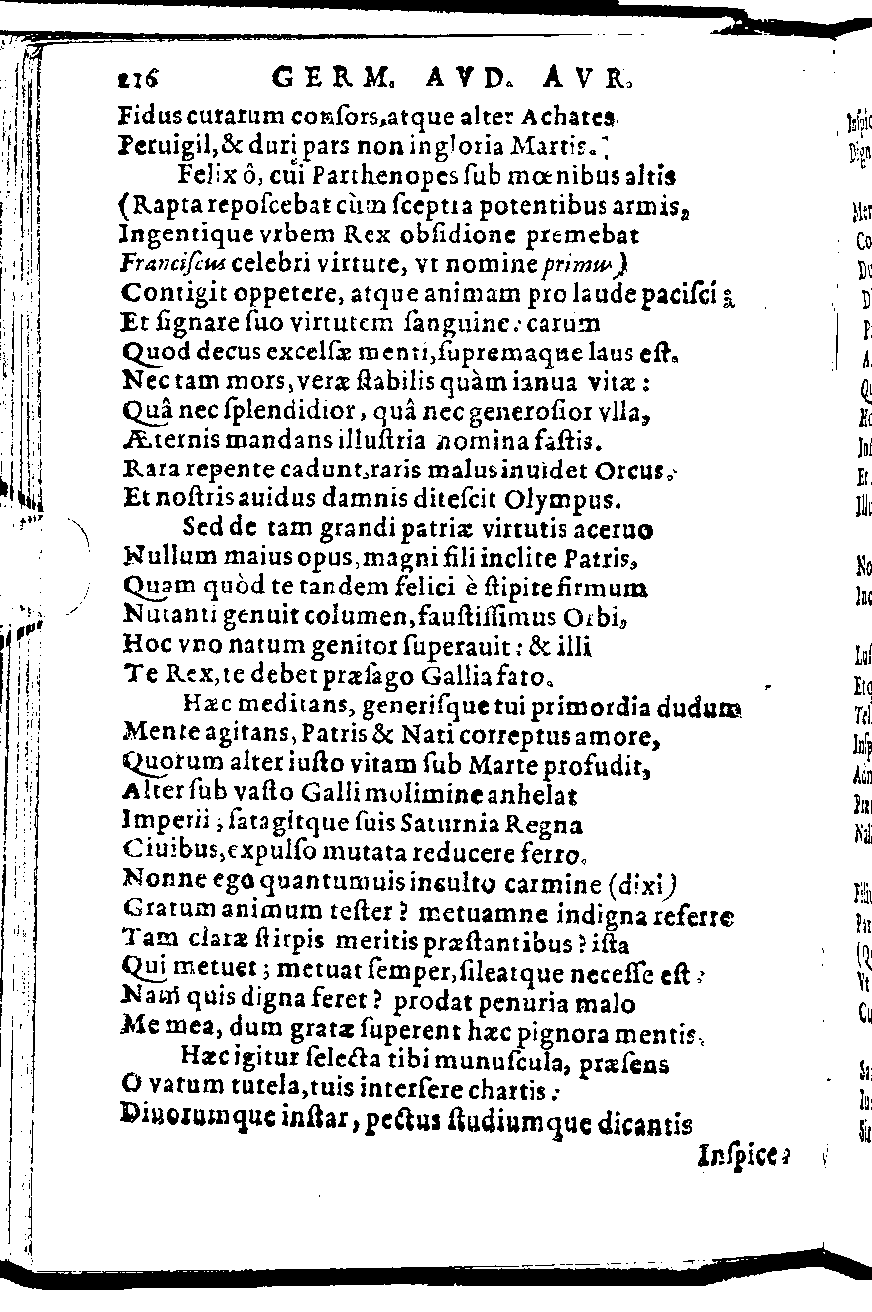 216 GERM. AVD. AVR.
Fidus curarum conſors, atque alter Achates
Peruigil, & duri pars non ingloria Martis.
Felix ô, cui Parthenopes ſub mœnibus altis
(Rapta repoſcebat cùm ſceptra potentibus armis,
Ingentique vrbem Rex obſidione premebat
Franciſcus celebri virtute, vt nomine primus)
Contigit oppetere, atque animam pro laude paciſci;
Et ſignare ſuo virtutem ſanguine: carum
Quod decus excelſæ menti, ſupremaque laus eſt.
Nec tam mors, veræ ſtabilis quàm ianua vitæ:
Quâ nec ſplendidior, quâ nec generoſior vlla,
Æternis mandans illuſtria nomina faſtis.
Rara repente cadunt, raris malus inuidet Orcus:
Et noſtris auidus damnis diteſcit Olympus.
Sed de tam grandi patriæ virtutis aceruo
Nullum maius opus, magni fili inclite Patris,
Quam quòd te tandem felici è ſtipite firmum
Nutanti genuit columen, fauſtiſſimus Orbi,
Hoc vno natum genitor ſuperauit: & illi
Te Rex, te debet præſago Gallia fato.
Hæc meditans, generiſque tui primordia dudum
Mente agitans, Patris & Nati correptus amore,
Quorum alter iuſto vitam ſub Marte profudit,
Alter ſub vaſto Galli molimine anhelat
Imperii, ſatagitque ſuis Saturnia Regna
Ciuibus, expulſo mutata reducere ferro.
Nonne ego quantumuis inculto carmine (dixi)
Gratum animum teſter? metuamne indigna referre
Tam claræ ſtirpis meritis præſtantibus? iſta
Qui metuet; metuat ſemper, ſileatque neceſſe eſt:
Nam quis digna feret? prodat penuria malo
Me mea, dum gratæ ſuperent hæc pignora mentis.
Hæc igitur ſelecta tibi munuſcula, præſens
O vatum tutela, tuis interſere chartis:
Diuorumque inſtar, pectus ſtudiumque dicantis
Inſpice: